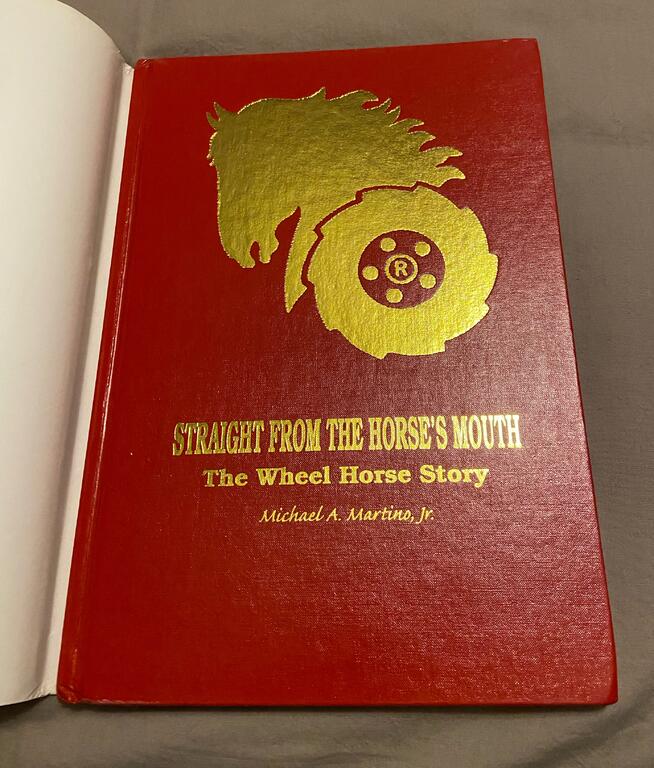 ®
STRAIGHT FROM THE HORSE'S MOUTH
The Wheel Horse Story
Michael A. Martino, Jr.